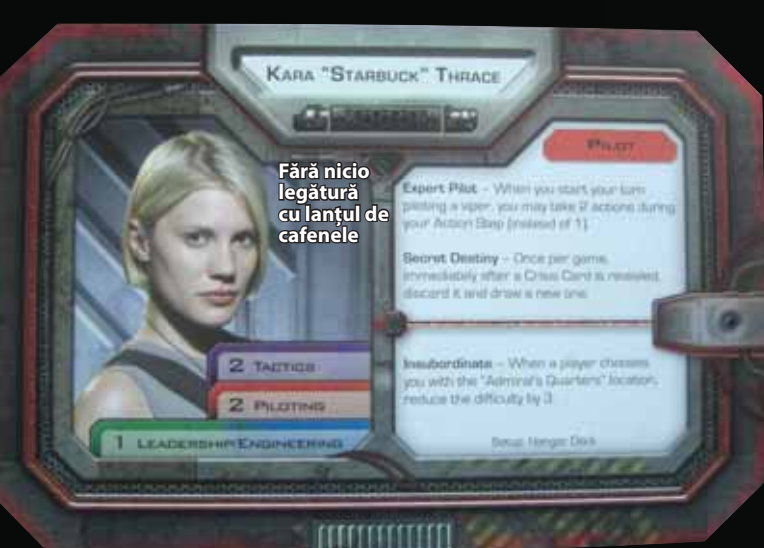 KARA "STARBUCK" THRACE
Fără nicio
legătură
cu lanțul de
cafenele
2 TACTICS
2 PILOTING
1 LEADERSHIP/ENGINEERING
PILOT
Expert Pilot – When you start your turn
piloting a viper, you may take 2 actions during
your Action Step (instead of 1).
Secret Destiny – Once per game,
immediately after a Crisis Card is revealed,
discard it and draw a new one.
Insubordinate – When a player chooses
you with the "Admiral's Quarters" location,
reduce the difficulty by 3.
Setup: Hangar Deck